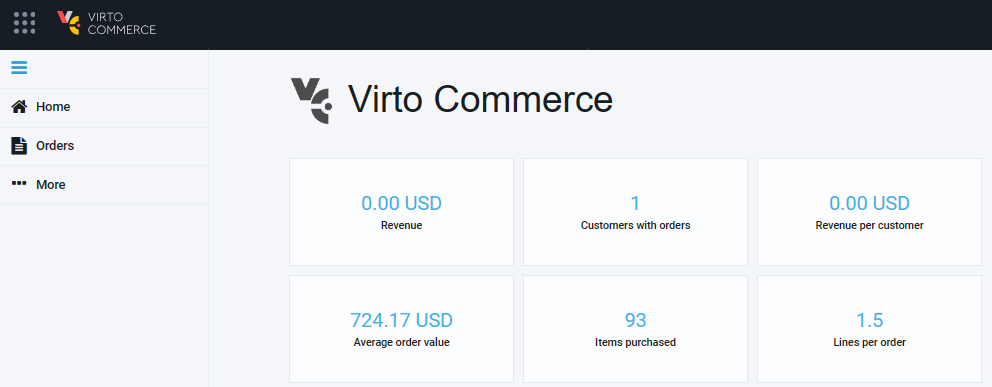 VIRTO
COMMERCE
Home
Orders
More
Virto Commerce
0.00 USD
Revenue
1
Customers with orders
0.00 USD
Revenue per customer
724.17 USD
Average order value
93
Items purchased
1.5
Lines per order